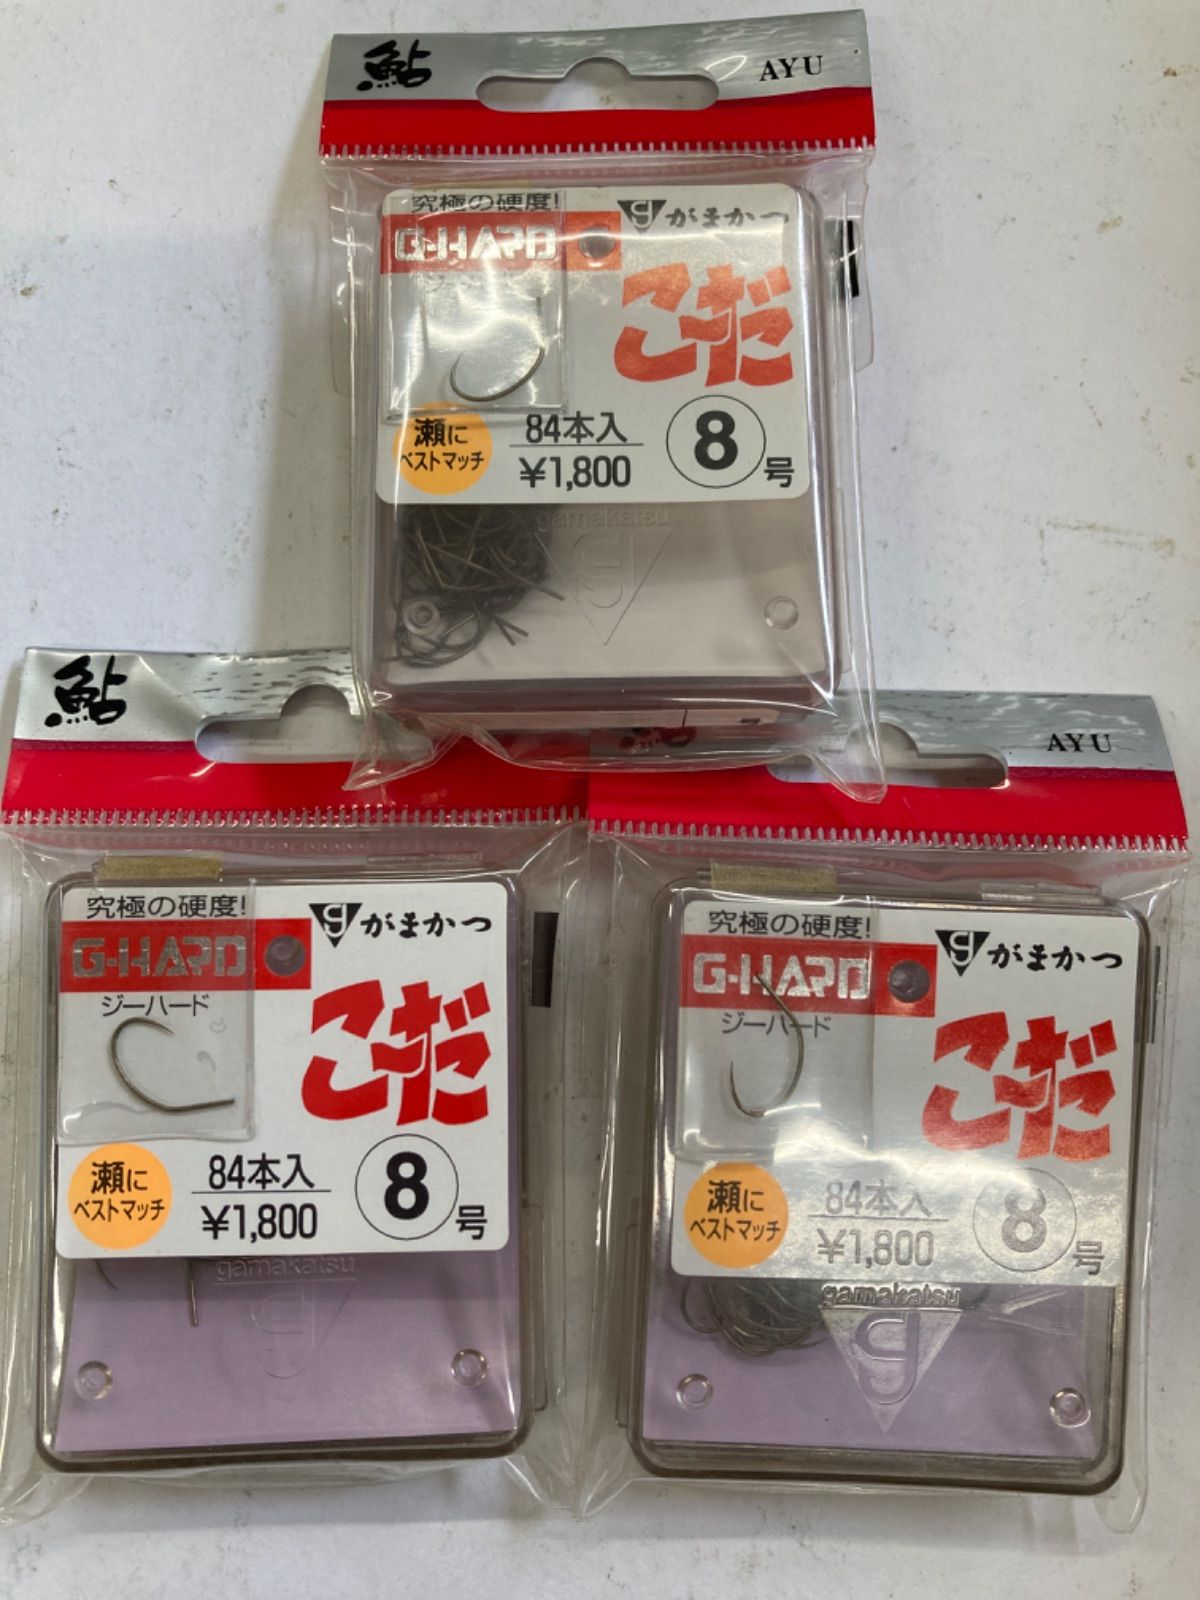 鮎
AYU
究極の硬度!
G-HARD
g がまかつ
こだ
瀬に
ベストマッチ
84本入
¥1,800
8号
gamakatsu
g
鮎
究極の硬度!
G-HARD
ジーハード
g がまかつ
こだ
瀬に
ベストマッチ
84本入
¥1,800
8号
gamakatsu
AYU
究極の硬度!
G-HARD
ジーハード
g がまかつ
こだ
瀬に
ベストマッチ
84本入
¥1,800
8号
gamakatsu
g